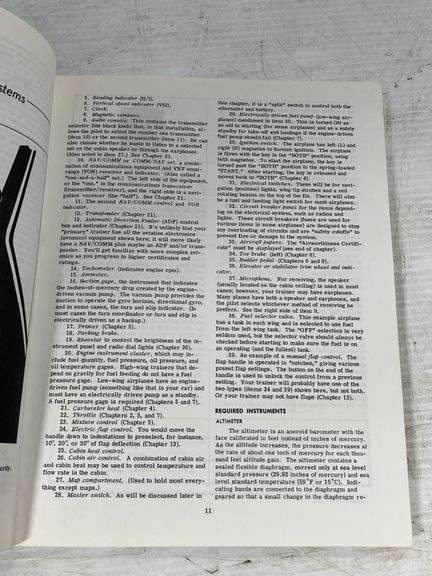 stems
5. Heading indicator (H/I).
6. Vertical speed indicator (VSI).
7. Clock.
8. Magnetic compass.
9. Audio console. This contains the transmitter
selector (the black knob) that, in this installation, al-
lows the pilot to select the number one transmitter
(item 10) or the second transmitter (item 11). He can
also choose whether he wants to listen to a selected
set on the cabin speaker or through the earphones.
(Also noted in item 37.) See Chapter 21.
10. NAV/COMM or COMM/NAV set, a combi-
nation of communications transceiver and VHF omni-
range (VOR) receiver and indicator. (Also called a
"one-and-a-half" set.) The left side of the equipment,
or the "one," is the communications transceiver
(transmitter/receiver), and the right side is a navi-
gation receiver (the "half"). See Chapter 21.
11. The second NAV/COMM control and VOR
indicator.
12. Transponder (Chapter 21).
13. Automatic Direction Finder (ADF) control
box and indicator (Chapter 21). It's unlikely that your
"primary" trainer has all the aviation electronics
(avionics) equipment shown here; it will more likely
have a NAV/COMM plus maybe an ADF and/or trans-
ponder. You'll get familiar with more complex avi-
onics as you progress to higher certificates and
ratings.
14. Tachometer (indicates engine rpm).
15. Ammeter.
16. Suction gage, the instrument that indicates
the inches-of-mercury drop created by the engine-
driven vacuum pump. The vacuum pump provides the
suction to operate the gyro horizon, directional gyro,
and in some cases, the turn and slip indicator. (In
most cases the turn coordinator or turn and slip is
electrically driven as a backup.)
17. Primer (Chapter 5).
18. Parking brake.
19. Rheostat to control the brightness of the in-
strument panel and radio lights (Chapter 26).
20. Engine instrument cluster, which may in-
clude fuel quantity, fuel pressure, oil pressure, and
oil temperature gages. High-wing trainers that de-
pend on gravity for fuel feeding do not have a fuel
pressure gage. Low-wing airplanes have an engine-
driven fuel pump (something like that in your car) and
must have an electrically driven pump as a standby.
A fuel pressure gage is required (Chapters 5 and 7).
21. Carburetor heat (Chapter 4).
22. Throttle (Chapters 2, 5, and 7).
23. Mixture control (Chapter 5).
24. Electric flap control. You would move the
handle down to indentations to preselect, for instance,
10°, 20°, or 30° of flap deflection (Chapter 13).
25. Cabin heat control.
26. Cabin air control. A combination of cabin air
and cabin heat may be used to control temperature and
flow rate in the cabin.
27. Map compartment. (Used to hold most every-
thing except maps.)
28. Master switch. As will be discussed later in
this chapter, it is a "split" switch to control both the
alternator and battery.
29. Electrically driven fuel pump (low-wing air-
planes) mentioned in item 20. This is turned ON as
an aid in starting (for some airplanes) and as a safety
standby for take-offs and landings if the engine-driven
fuel pump should fail (Chapter 7).
30. Ignition switch. The airplane has left (L) and
right (R) magnetos to furnish ignition. The airplane
is flown with the key in the "BOTH" position, using
both magnetos. To start the airplane, the key is
turned past the "BOTH" position to the spring-loaded
"START." After starting, the key is released and
moves back to "BOTH" (Chapter 4).
31. Electrical switches. These will be for navi-
gation (position) lights, wing tip strobes and a red
rotating beacon on the top of the fin. There will also
be a taxi and landing light switch for most airplanes.
32. Circuit breaker panel for the items depend-
ing on the electrical system, such as radios and
lights. These circuit breakers (fuses are used for
various items in some airplanes) are designed to stop
any overloading of circuits and are "safety outlets" to
prevent fire or damage to the system.
33. Aircraft papers. The "Airworthiness Certifi-
cate" must be displayed (see end of chapter).
34. Toe brake (left) (Chapter 6).
35. Rudder pedal (Chapters 6 and 8).
36. Elevator or stabilator trim wheel and indi-
cator.
37. Microphone. For receiving, the speaker
(usually located on the cabin ceiling) is used in most
cases; however, your trainer may have earphones.
Many planes have both a speaker and earphones, and
the pilot selects whichever method of receiving he
prefers. See the right side of item 9.
38. Fuel selector valve. This example airplane
has a tank in each wing and is selected to use fuel
from the left wing tank. The "OFF" selection is very
seldom used, but the selector valve should always be
checked before starting to make sure the fuel is on
an operating (and the fullest) tank.
39. An example of a manual flap control. The
flap handle is operated in "notches," giving various
preset flap settings. The button on the end of the
handle is used to unlock the control from a previous
setting. Your trainer will probably have one of the
two types (items 24 and 39) shown here, but not both.
Or your trainer may not have flaps (Chapter 13).
REQUIRED INSTRUMENTS
ALTIMETER
The altimeter is an aneroid barometer with the
face calibrated in feet instead of inches of mercury.
As the altitude increases, the pressure decreases at
the rate of about one inch of mercury for each thou-
sand feet altitude gain. The altimeter contains a
sealed flexible diaphragm, correct only at sea level
standard pressure (29.92 inches of mercury) and sea
level standard temperature (59°F or 15°C). Indi-
cating hands are connected to the diaphragm and
geared so that a small change in the diaphragm re-
11